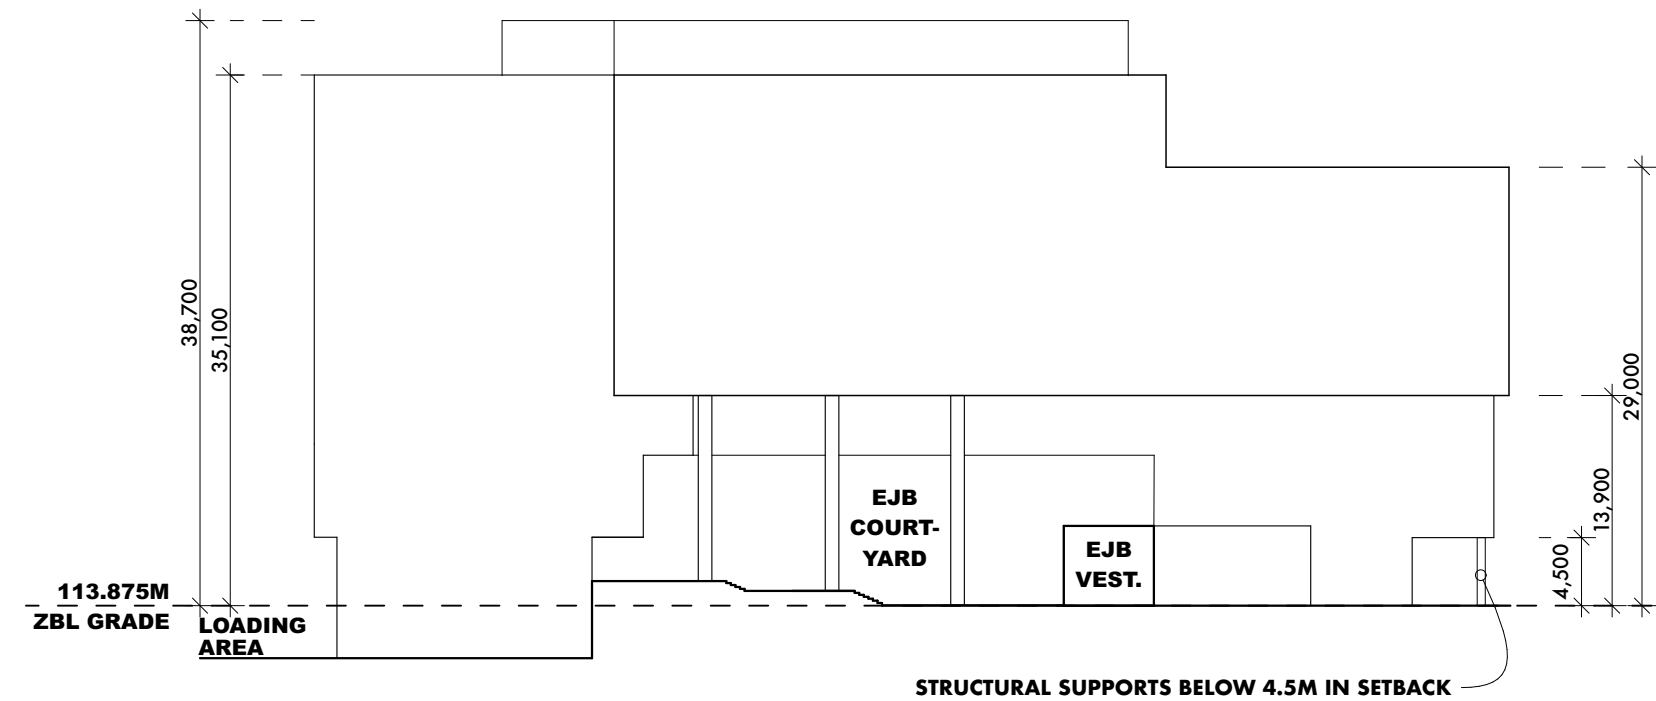 38,700
35,100
29,000
13,900
4,500
EJB
COURT-
YARD
EJB
VEST.
113.875M
ZBL GRADE
LOADING
AREA
STRUCTURAL SUPPORTS BELOW 4.5M IN SETBACK